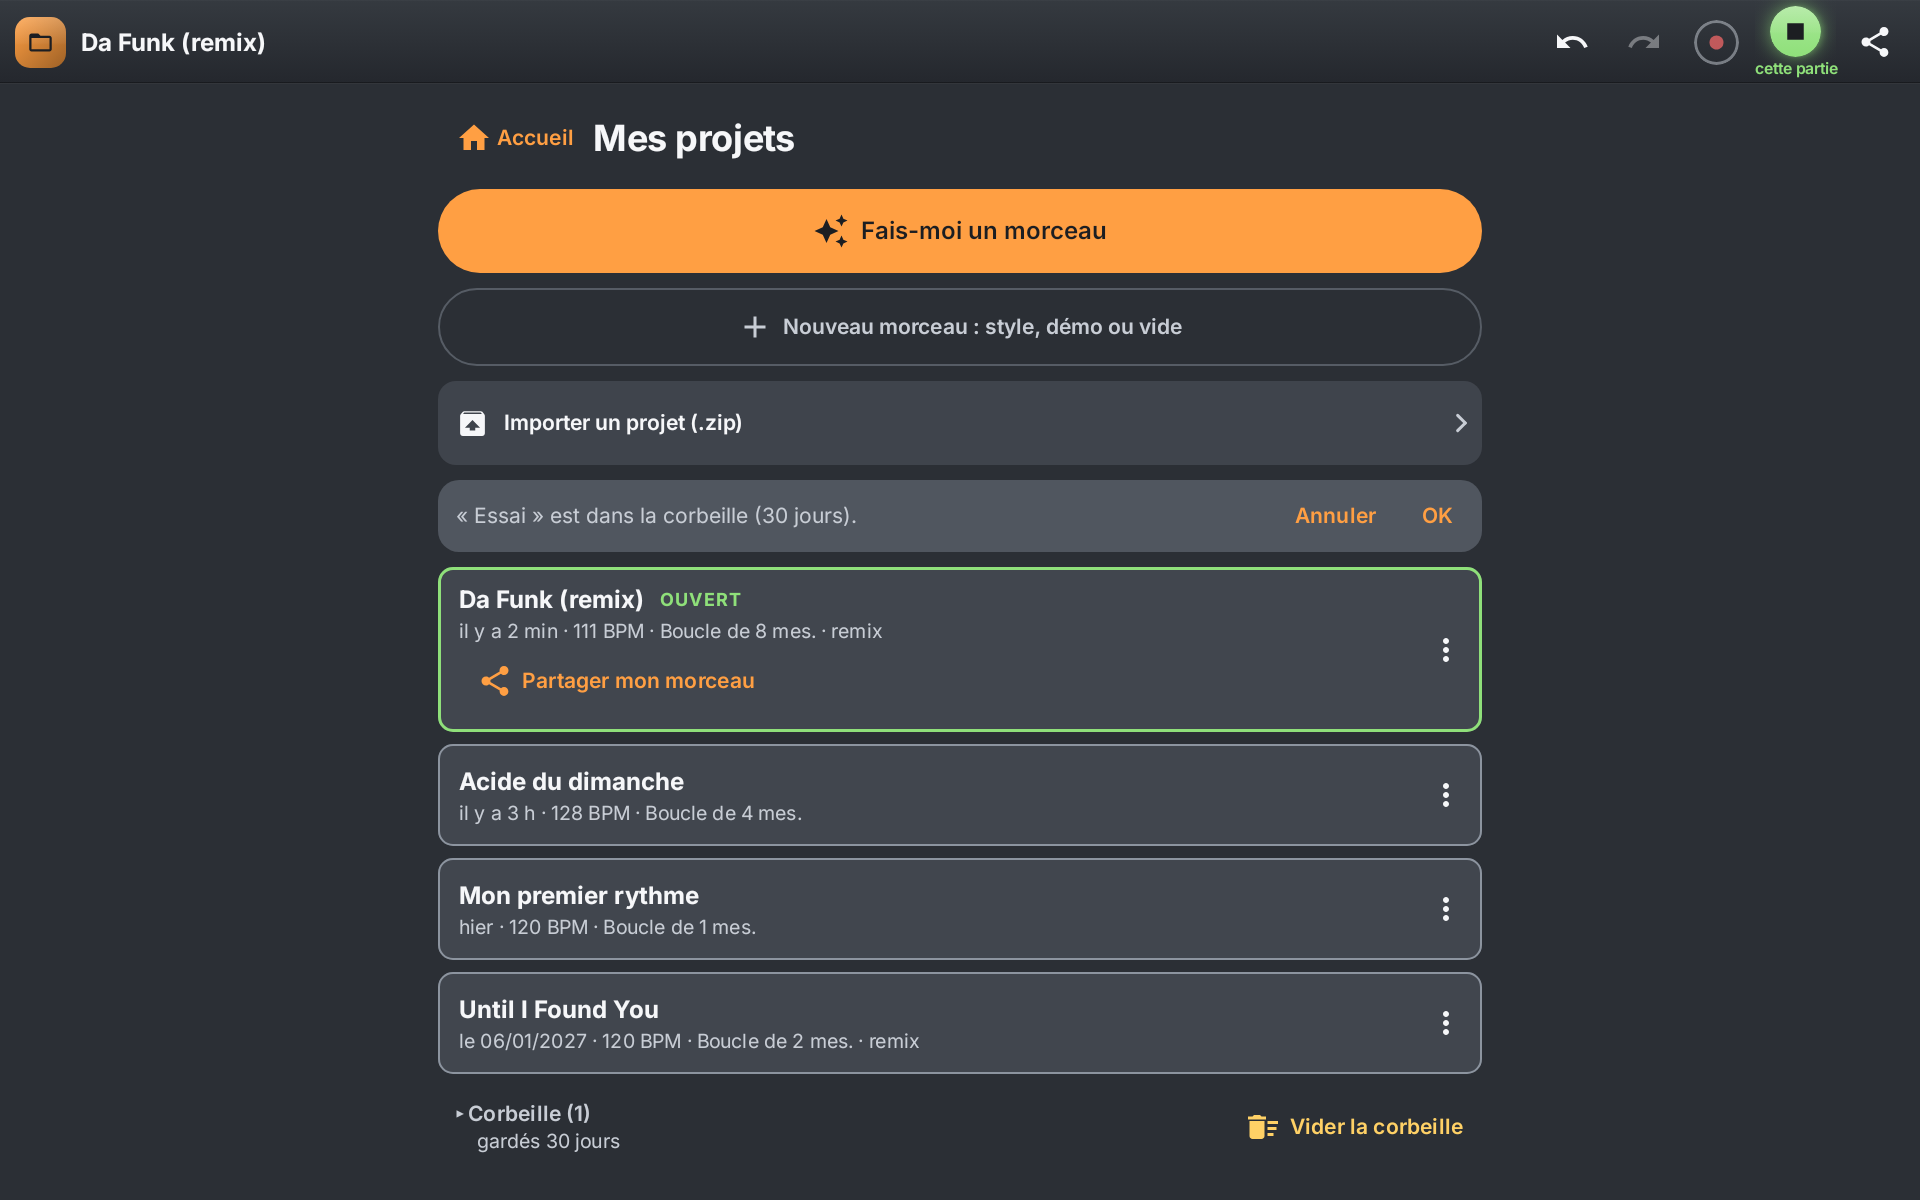 Da Funk (remix)
cette partie
Accueil
Mes projets
Fais-moi un morceau
Nouveau morceau : style, démo ou vide
Importer un projet (.zip)
« Essai » est dans la corbeille (30 jours).
Annuler
OK
Da Funk (remix) OUVERT
il y a 2 min · 111 BPM · Boucle de 8 mes. · remix
Partager mon morceau
Acide du dimanche
il y a 3 h · 128 BPM · Boucle de 4 mes.
Mon premier rythme
hier · 120 BPM · Boucle de 1 mes.
Until I Found You
le 06/01/2027 · 120 BPM · Boucle de 2 mes. · remix
Corbeille (1)
gardés 30 jours
Vider la corbeille